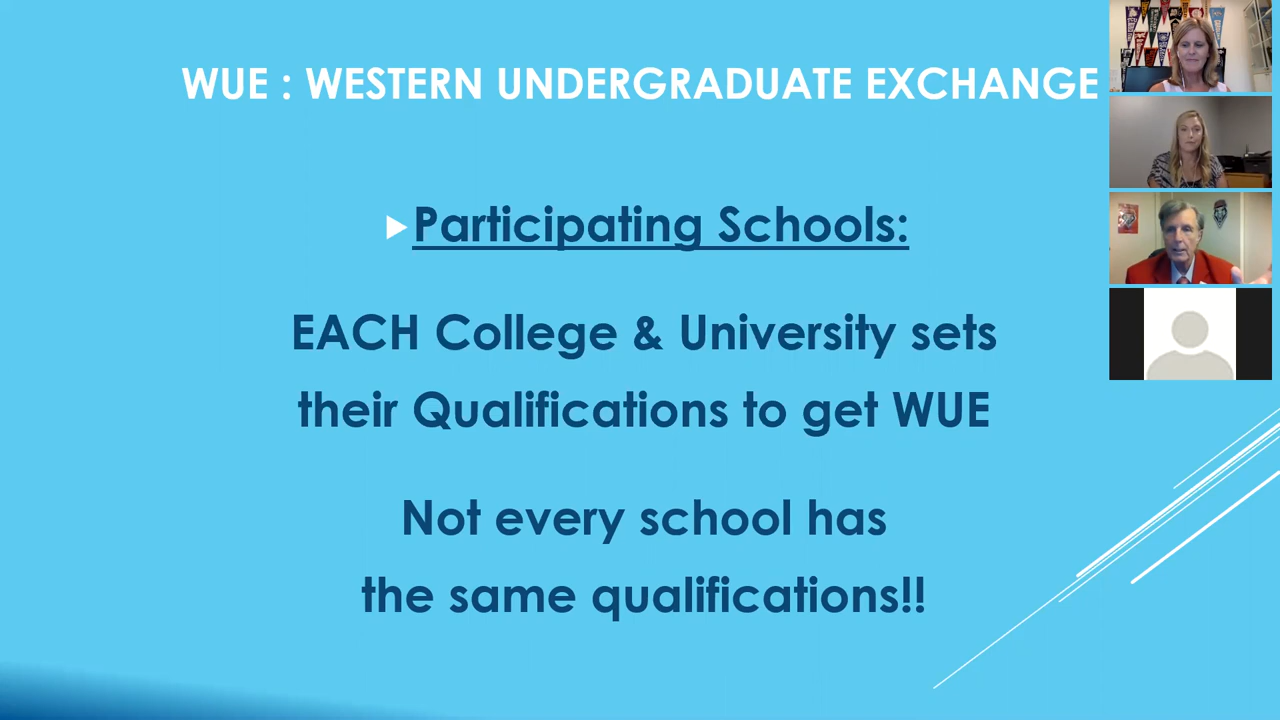 WUE : WESTERN UNDERGRADUATE EXCHANGE
Participating Schools:
EACH College & University sets
their Qualifications to get WUE
Not every school has
the same qualifications!!